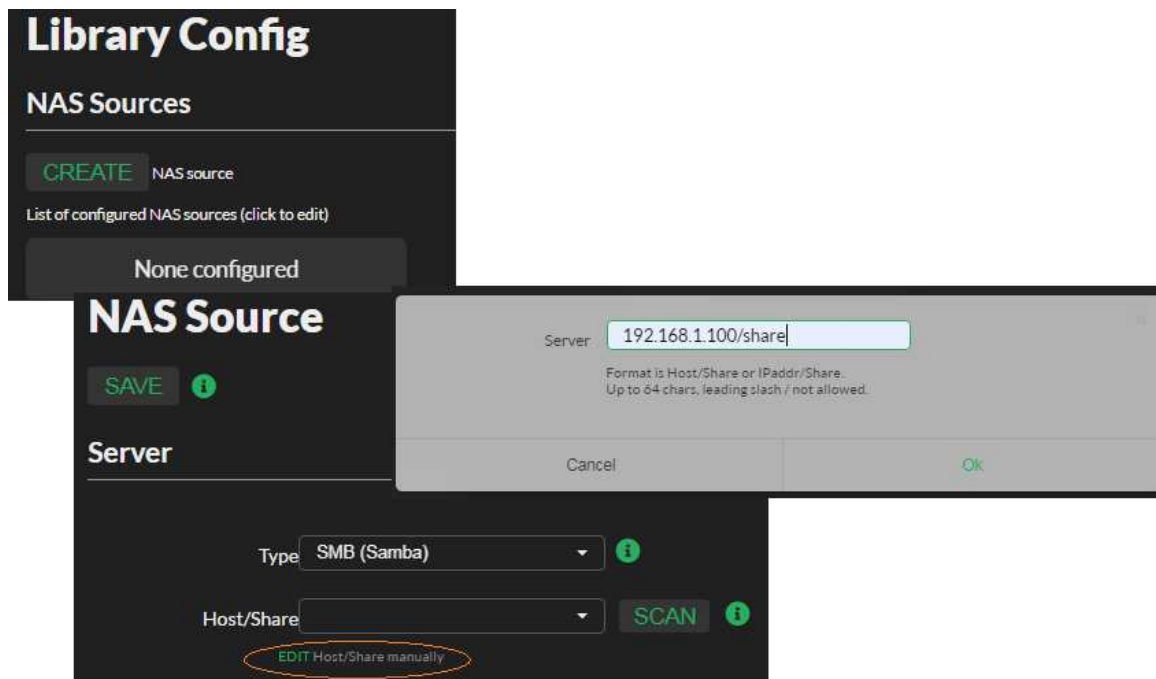 Library Config
NAS Sources
CREATE NAS source
List of configured NAS sources (click to edit)
None configured
NAS Source
SAVE
Server
Type SMB (Samba)
Host/Share SCAN
EDIT Host/Share manually
Server 192.168.1.100/share
Format is Host/Share or IPaddr/Share.
Up to 64 chars, leading slash / not allowed.
Cancel Ok